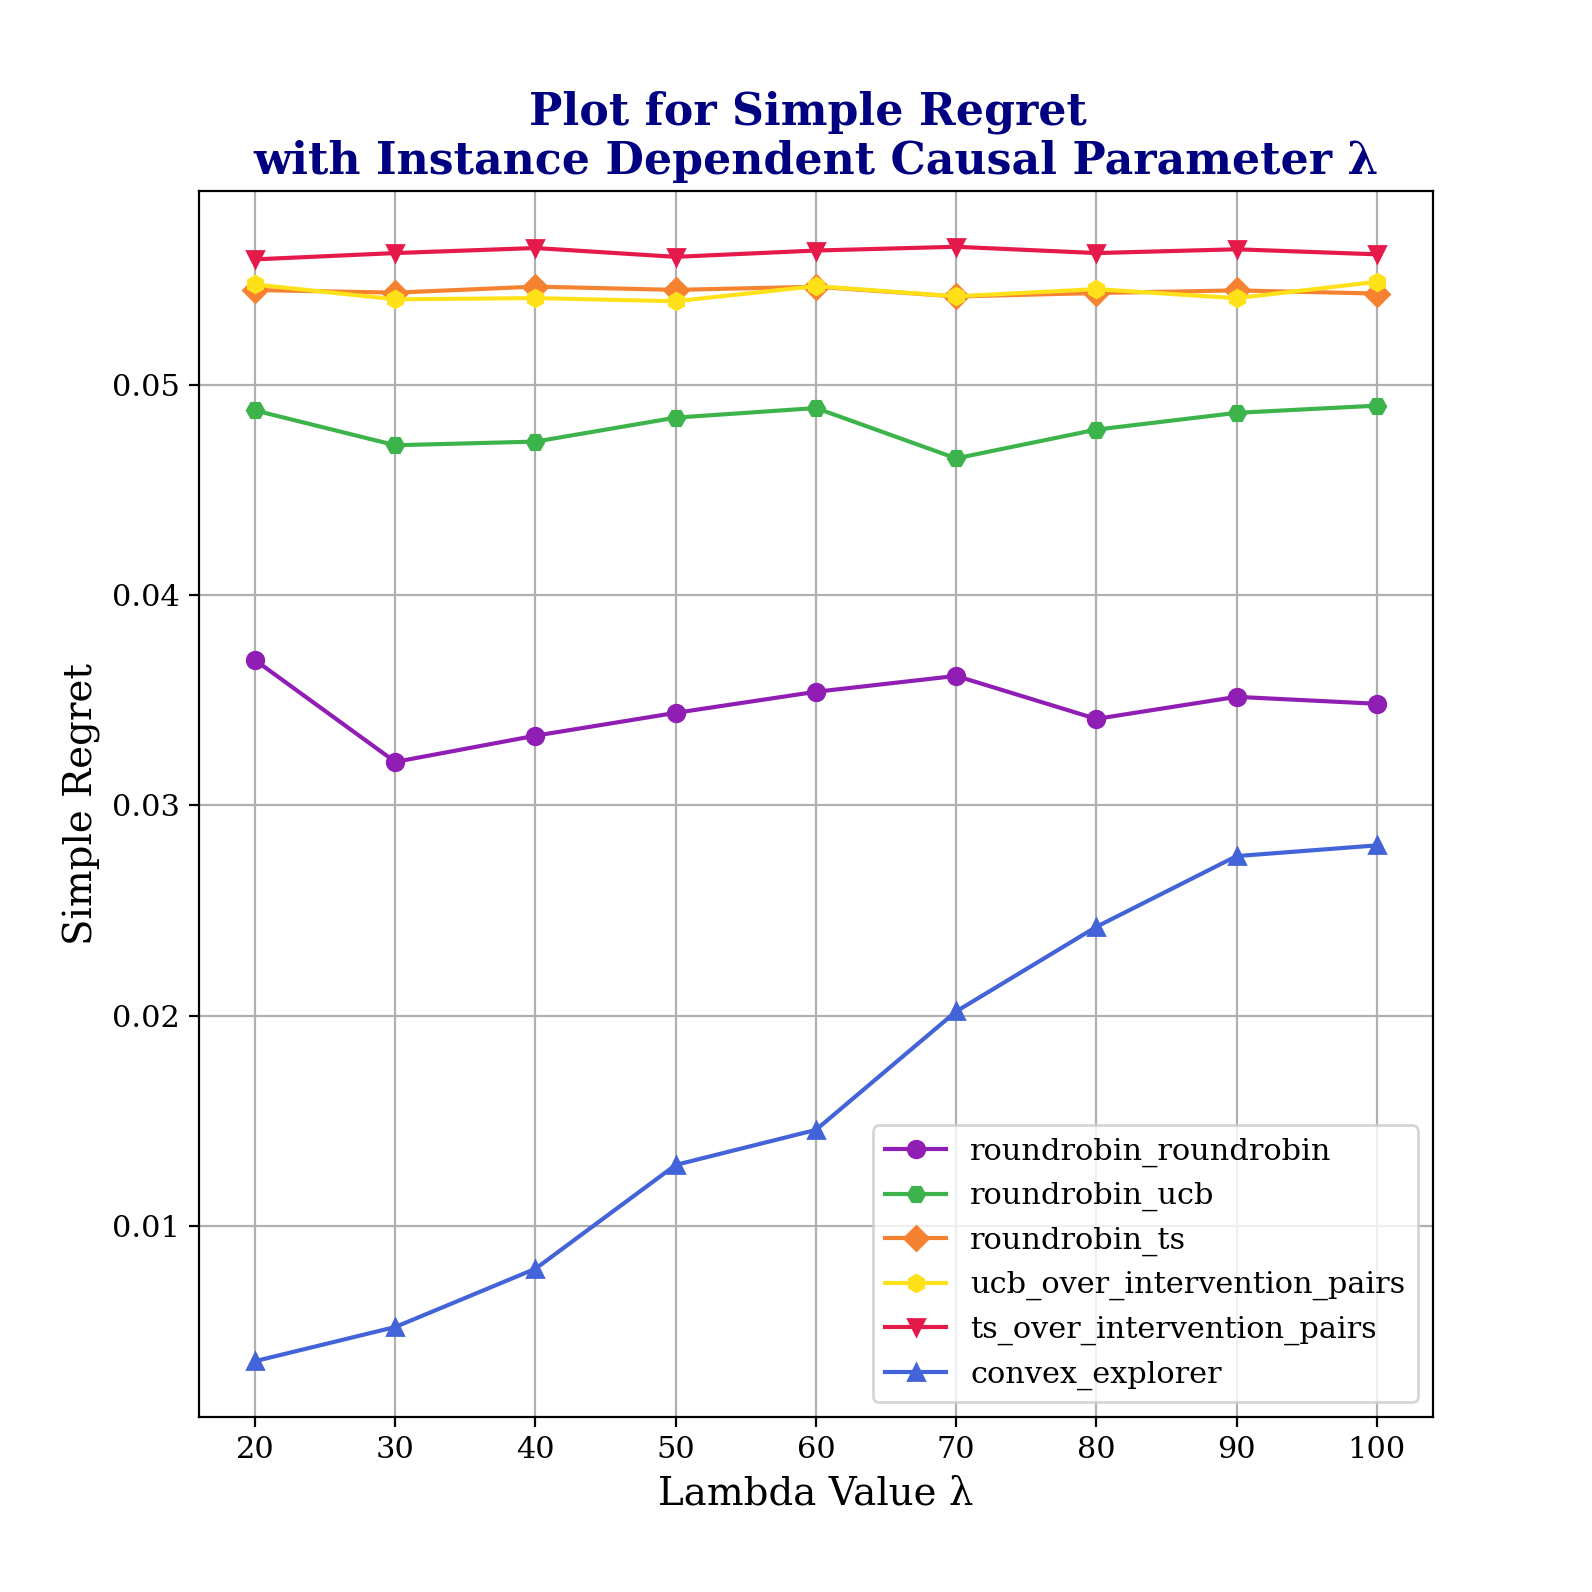 Plot for Simple Regret
with Instance Dependent Causal Parameter λ
Simple Regret
0.05
0.04
0.03
0.02
0.01
roundrobin_roundrobin
roundrobin_ucb
roundrobin_ts
ucb_over_intervention_pairs
ts_over_intervention_pairs
convex_explorer
20 30 40 50 60 70 80 90 100
Lambda Value λ